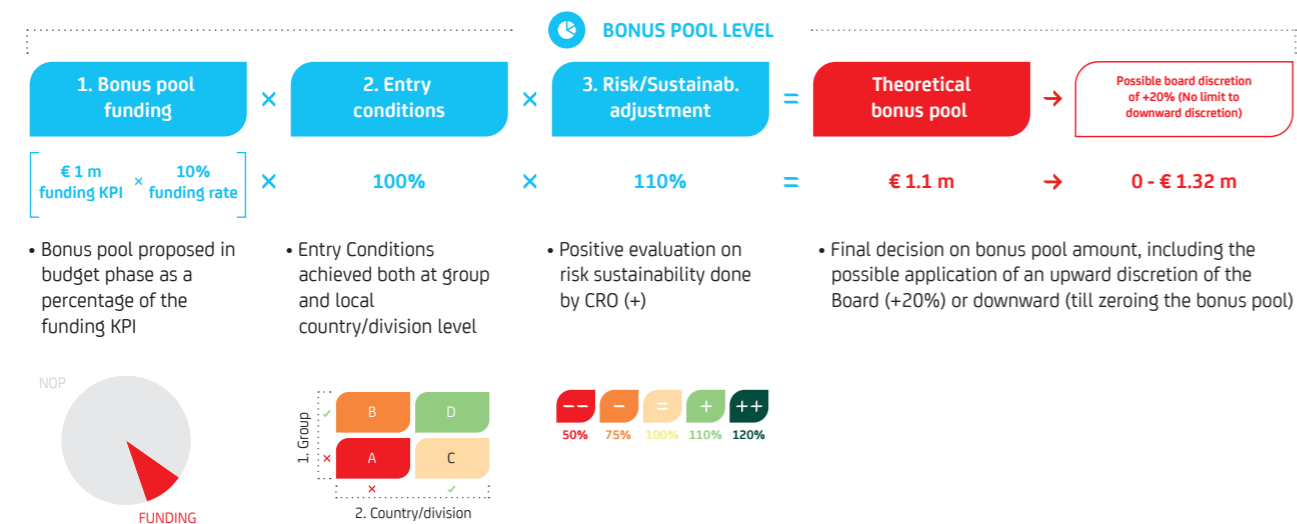 BONUS POOL LEVEL
1. Bonus pool
funding
×
2. Entry
conditions
×
3. Risk/Sustainab.
adjustment
=
Theoretical
bonus pool
→
Possible board discretion
of +20% (No limit to
downward discretion)
€ 1 m
funding KPI
×
10%
funding rate
×
100%
×
110%
=
€ 1.1 m
→
0 - € 1.32 m
• Bonus pool proposed in
budget phase as a
percentage of the
funding KPI
• Entry Conditions
achieved both at group
and local
country/division level
• Positive evaluation on
risk sustainability done
by CRO (+)
• Final decision on bonus pool amount, including the
possible application of an upward discretion of the
Board (+20%) or downward (till zeroing the bonus pool)
NOP
FUNDING
1. Group
✓
×
B
D
A
C
×
✓
2. Country/division
--
-
=
+
++
50%
75%
100%
110%
120%